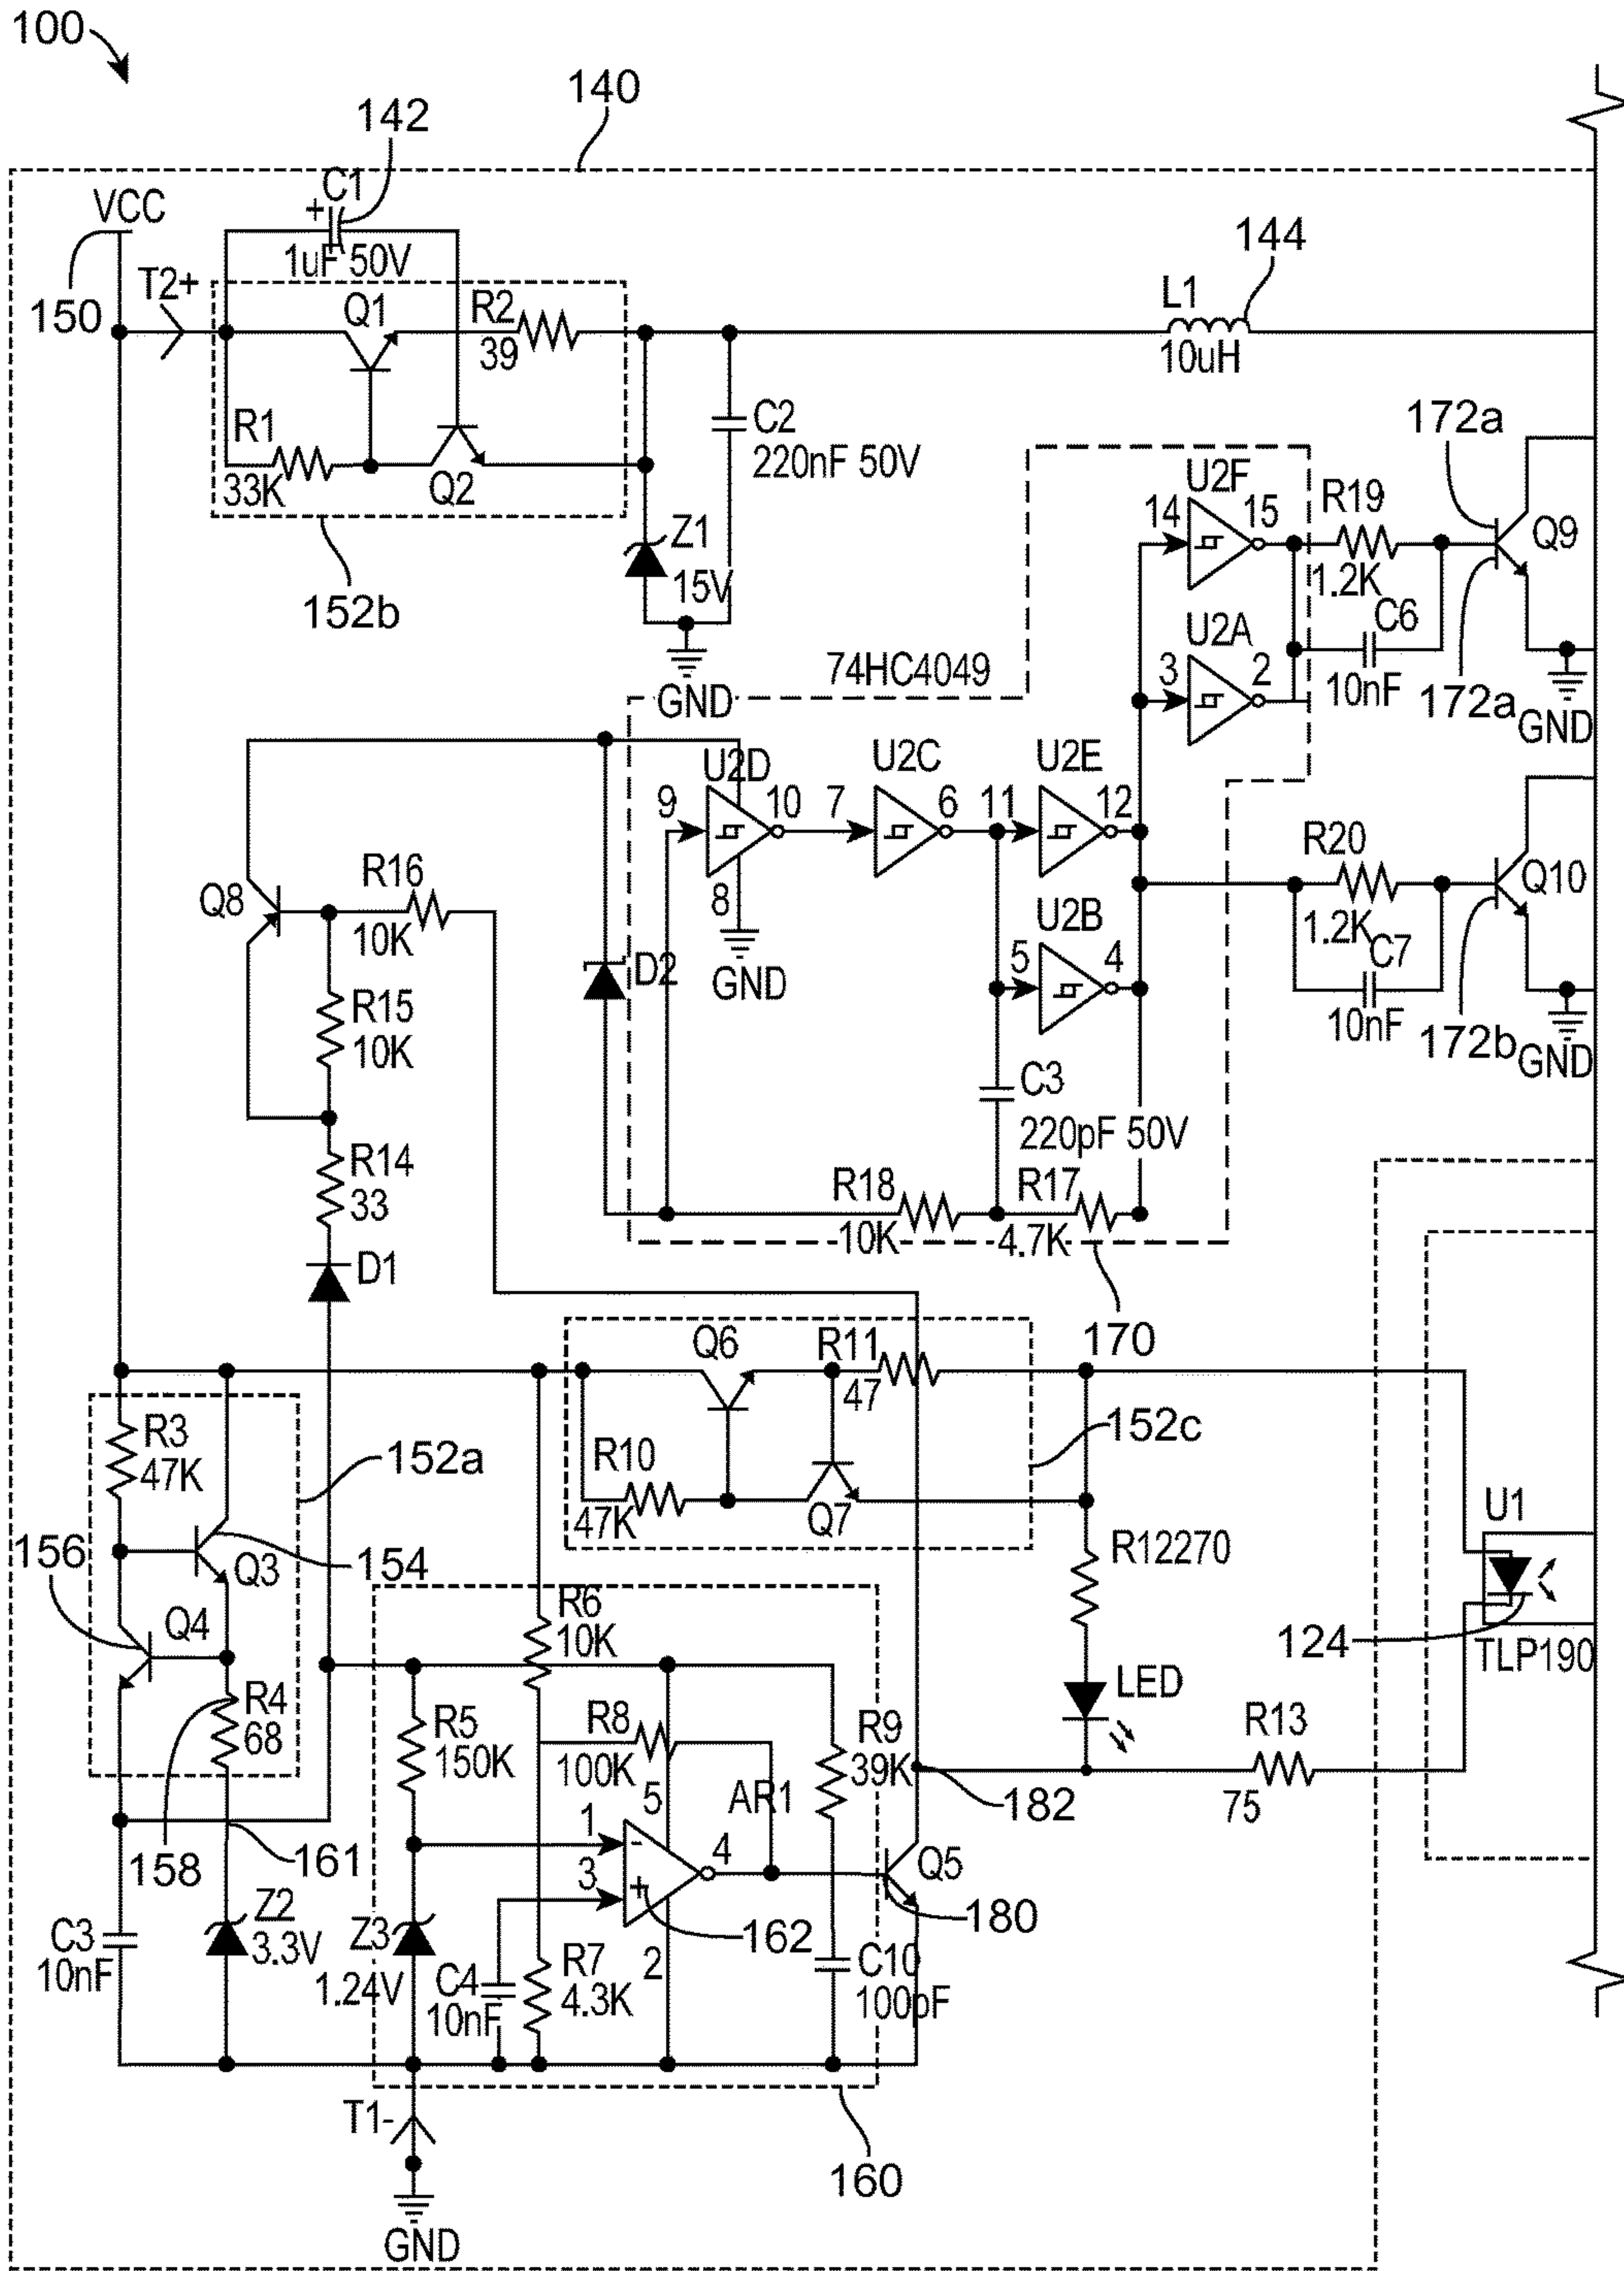 100
140
142
C1
+
VCC
1uF 50V
144
T2+
150
Q1
R2
39
L1
10uH
R1
33K
Q2
C2
220nF 50V
172a
U2F
14
15
R19
Q9
Z1
15V
1.2K
152b
GND
74HC4049
U2A
3
2
C6
10nF
172a
GND
U2D
U2C
U2E
9
10
7
6
11
12
R20
Q10
R16
Q8
10K
8
U2B
1.2K
C7
D2
GND
5
4
10nF
172b
GND
R15
10K
C3
220pF 50V
R14
33
R18
R17
10K
4.7K
D1
170
Q6
R11
47
152c
R3
47K
152a
R10
47K
Q7
U1
156
154
Q3
R12270
R6
10K
Q4
124
TLP190
LED
R4
68
R5
150K
R8
100K
R9
39K
R13
5
AR1
182
75
1
4
158
161
3
Q5
+
-
162
180
Z2
3.3V
C3
10nF
Z3
1.24V
2
C4
10nF
R7
4.3K
C10
100pF
T1-
160
GND